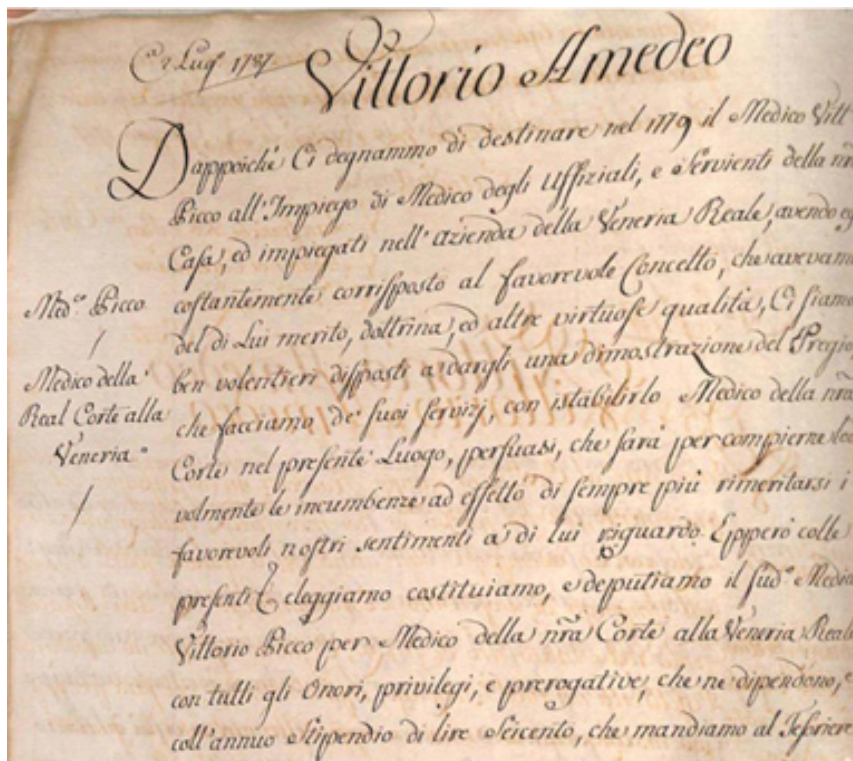 Lug.º 1787
Vittorio Amedeo
Dappoiché Ci degnammo di destinare nel 1779 il Medico Vitt
Picco all'Impiego di Medico degli Uffiziali, e Servienti della nra
Casa, ed impiegati nell'azienda della Veneria Reale, avendo eg
costantemente corrisposto al favorevole Concetto, che avevamo
del di Lui merito, dottrina, ed altre virtuose qualità, Ci siamo
ben volentieri disposti a dargli una dimostrazione del Pregio,
che facciamo de' suoi servizj, con istabilirlo Medico della nra
Corte nel presente Luogo, persuasi, che sarà per compierne lod
volmente le incumbenze ad effetto di sempre più rimeritarsi i
favorevoli nostri sentimenti a di lui riguardo. Epperò colle
presenti eleggiamo costituiamo, e deputiamo il sud.º Medico
Vittorio Picco per Medico della nra Corte alla Veneria Reale
con tutti gli Onori, privilegi, e prerogative, che ne dipendono, e
coll'annuo Stipendio di lire Seicento, che mandiamo al Tesoriere
Med.º Picco
/
Medico della
Real Corte alla
Veneria
/